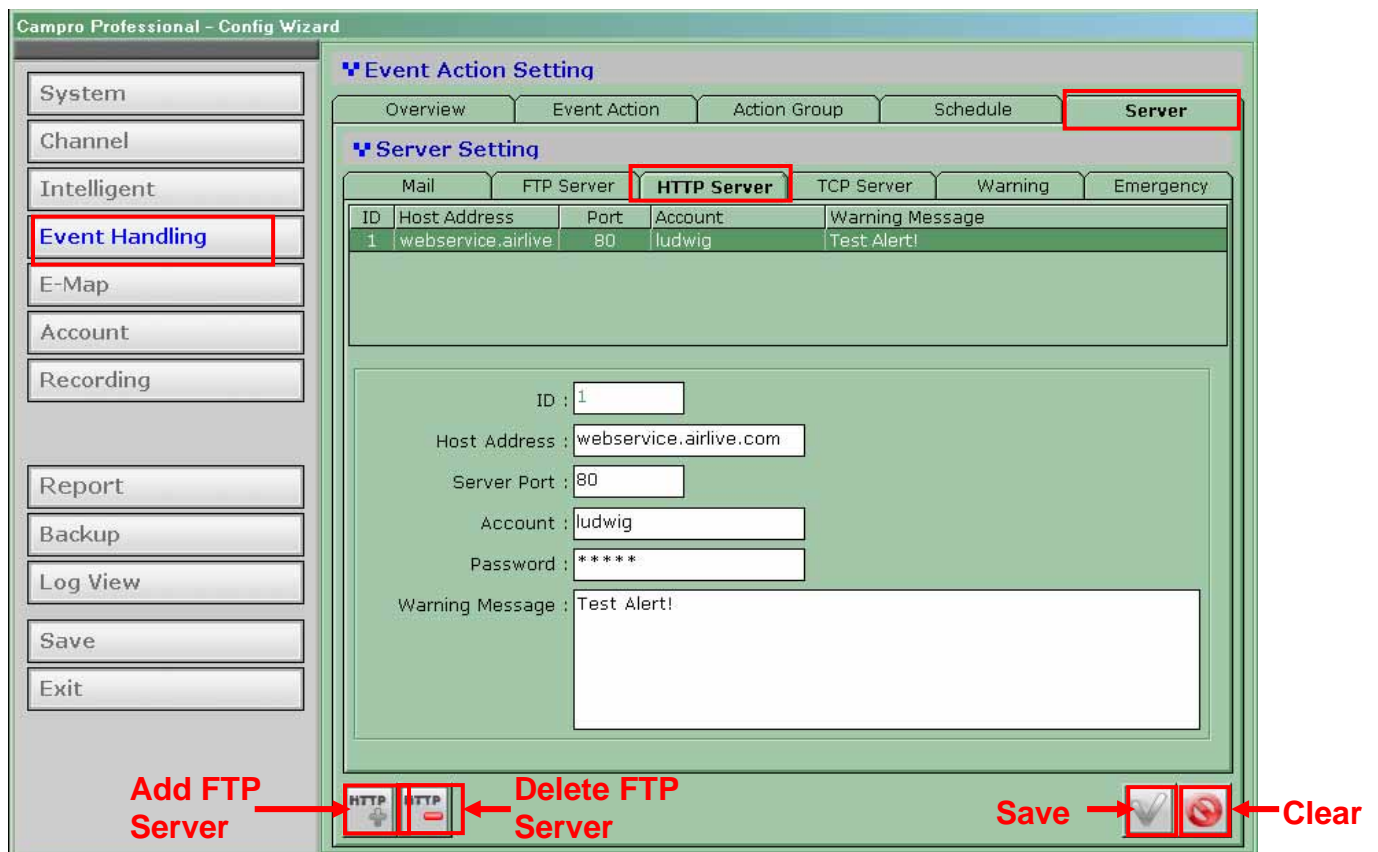 Campro Professional - Config Wizard
System
Channel
Intelligent
Event Handling
E-Map
Account
Recording
Report
Backup
Log View
Save
Exit
Event Action Setting
Overview Event Action Action Group Schedule Server
Server Setting
Mail FTP Server HTTP Server TCP Server Warning Emergency
ID Host Address Port Account Warning Message
1 webservice.airlive 80 ludwig Test Alert!
ID : 1
Host Address : webservice.airlive.com
Server Port : 80
Account : ludwig
Password : *****
Warning Message : Test Alert!
Add FTP
Server
HTTP HTTP
Delete FTP
Server
Save
Clear